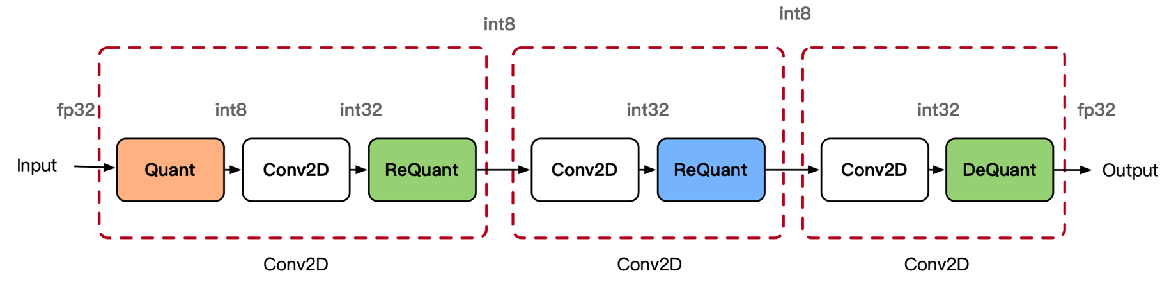 int8
int8
fp32
int8
int32
int32
int32
fp32
Input
Quant
Conv2D
ReQuant
Conv2D
ReQuant
Conv2D
DeQuant
Output
Conv2D
Conv2D
Conv2D